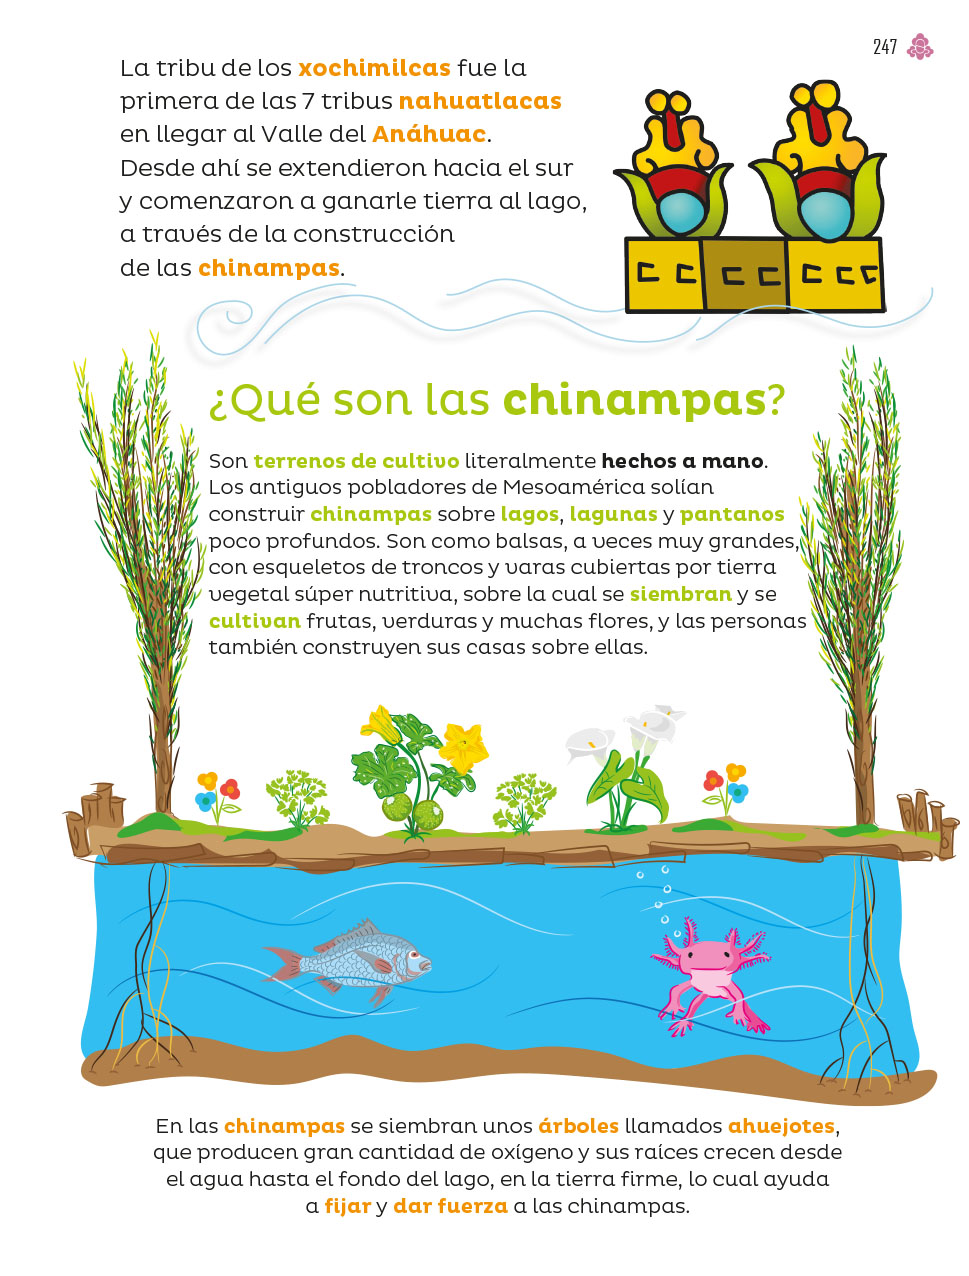 247
La tribu de los xochimilcas fue la
primera de las 7 tribus nahuatlacas
en llegar al Valle del Anáhuac.
Desde ahí se extendieron hacia el sur
y comenzaron a ganarle tierra al lago,
a través de la construcción
de las chinampas.
¿Qué son las chinampas?
Son terrenos de cultivo literalmente hechos a mano.
Los antiguos pobladores de Mesoamérica solían
construir chinampas sobre lagos, lagunas y pantanos
poco profundos. Son como balsas, a veces muy grandes,
con esqueletos de troncos y varas cubiertas por tierra
vegetal súper nutritiva, sobre la cual se siembran y se
cultivan frutas, verduras y muchas flores, y las personas
también construyen sus casas sobre ellas.
En las chinampas se siembran unos árboles llamados ahuejotes,
que producen gran cantidad de oxígeno y sus raíces crecen desde
el agua hasta el fondo del lago, en la tierra firme, lo cual ayuda
a fijar y dar fuerza a las chinampas.